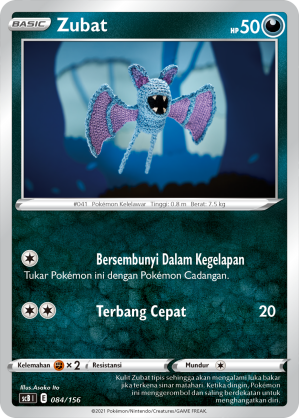 BASIC Zubat HP50
#041 Pokémon Kelelawar Tinggi: 0.8 m Berat: 7.5 kg
Bersembunyi Dalam Kegelapan
Tukar Pokémon ini dengan Pokémon Cadangan.
Terbang Cepat 20
Kelemahan ×2 Resistansi Mundur
Illus.Asako Ito
scB I E 084/156
Kulit Zubat tipis sehingga akan mengalami luka bakar
jika terkena sinar matahari. Ketika dingin, Pokémon
ini menggerombol dan saling berdekatan untuk
menghangatkan diri.
©2021 Pokémon/Nintendo/Creatures/GAME FREAK